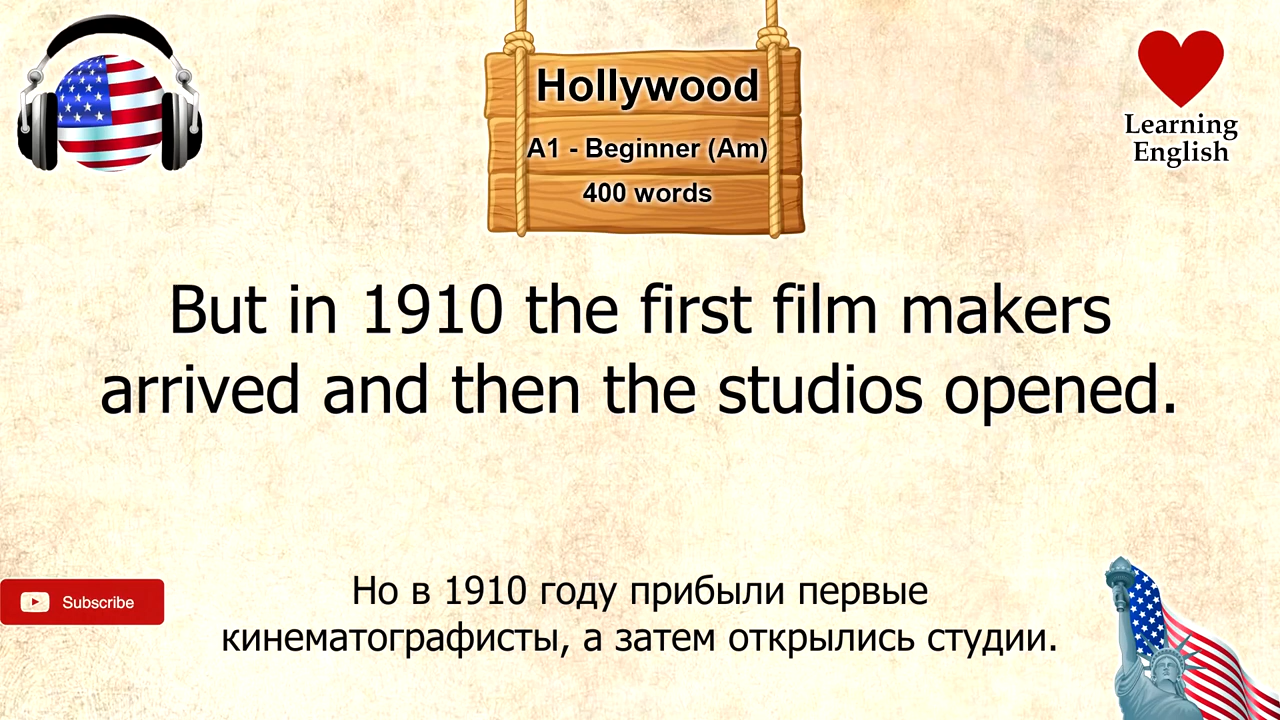 Hollywood
A1 - Beginner (Am)
400 words
Learning
English
But in 1910 the first film makers
arrived and then the studios opened.
Subscribe
Но в 1910 году прибыли первые
кинематографисты, а затем открылись студии.